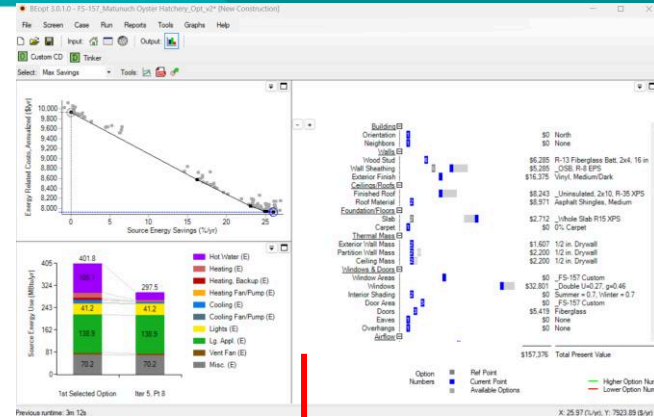 BEopt 3.0.1.0 - FS-157_Matunuch Oyster Hatchery_Opt_v2* [New Construction]
File Screen Case Run Reports Tools Graphs Help
Input: Output:
Custom CD Tinker
Select: Max Savings Tools:
Energy Related Costs, Annualized ($/yr)
10,000
9,800
9,600
9,400
9,200
9,000
8,800
8,600
8,400
8,200
8,000
0 5 10 15 20 25
Source Energy Savings (%/yr)
Source Energy Use (MBtu/yr)
405
324
243
162
81
0
401.8
41.2
138.9
70.2
297.5
41.2
138.9
70.2
1st Selected Option Iter 5, Pt 8
Hot Water (E)
Heating (E)
Heating, Backup (E)
Heating Fan/Pump (E)
Cooling (E)
Cooling Fan/Pump (E)
Lights (E)
Lg. Appl. (E)
Vent Fan (E)
Misc. (E)
Building
Orientation $0 North
Neighbors $0 None
Walls
Wood Stud $6,285 R-13 Fiberglass Batt, 2x4, 16 in
Wall Sheathing $5,285 _OSB, R-8 EPS
Exterior Finish $16,375 Vinyl, Medium/Dark
Ceilings/Roofs
Finished Roof $8,243 _Uninsulated, 2x10, R-35 XPS
Roof Material $8,971 Asphalt Shingles, Medium
Foundation/Floors
Slab $2,712 _Whole Slab R15 XPS
Carpet $0 0% Carpet
Thermal Mass
Exterior Wall Mass $1,607 1/2 in. Drywall
Partition Wall Mass $2,200 1/2 in. Drywall
Ceiling Mass $2,200 1/2 in. Drywall
Windows & Doors
Window Areas $0 _FS-157 Custom
Windows $32,801 _Double U=0.27, g=0.46
Interior Shading $0 Summer = 0.7, Winter = 0.7
Door Area $0 _FS-157 Custom
Doors $5,419 Fiberglass
Eaves $0 None
Overhangs $0 None
Airflow
$157,376 Total Present Value
Option Numbers
Ref Point
Current Point
Available Options
Higher Option Num
Lower Option Num
Previous runtime: 3m 12s
X: 25.97 (%/yr), Y: 7923.89 ($/yr)